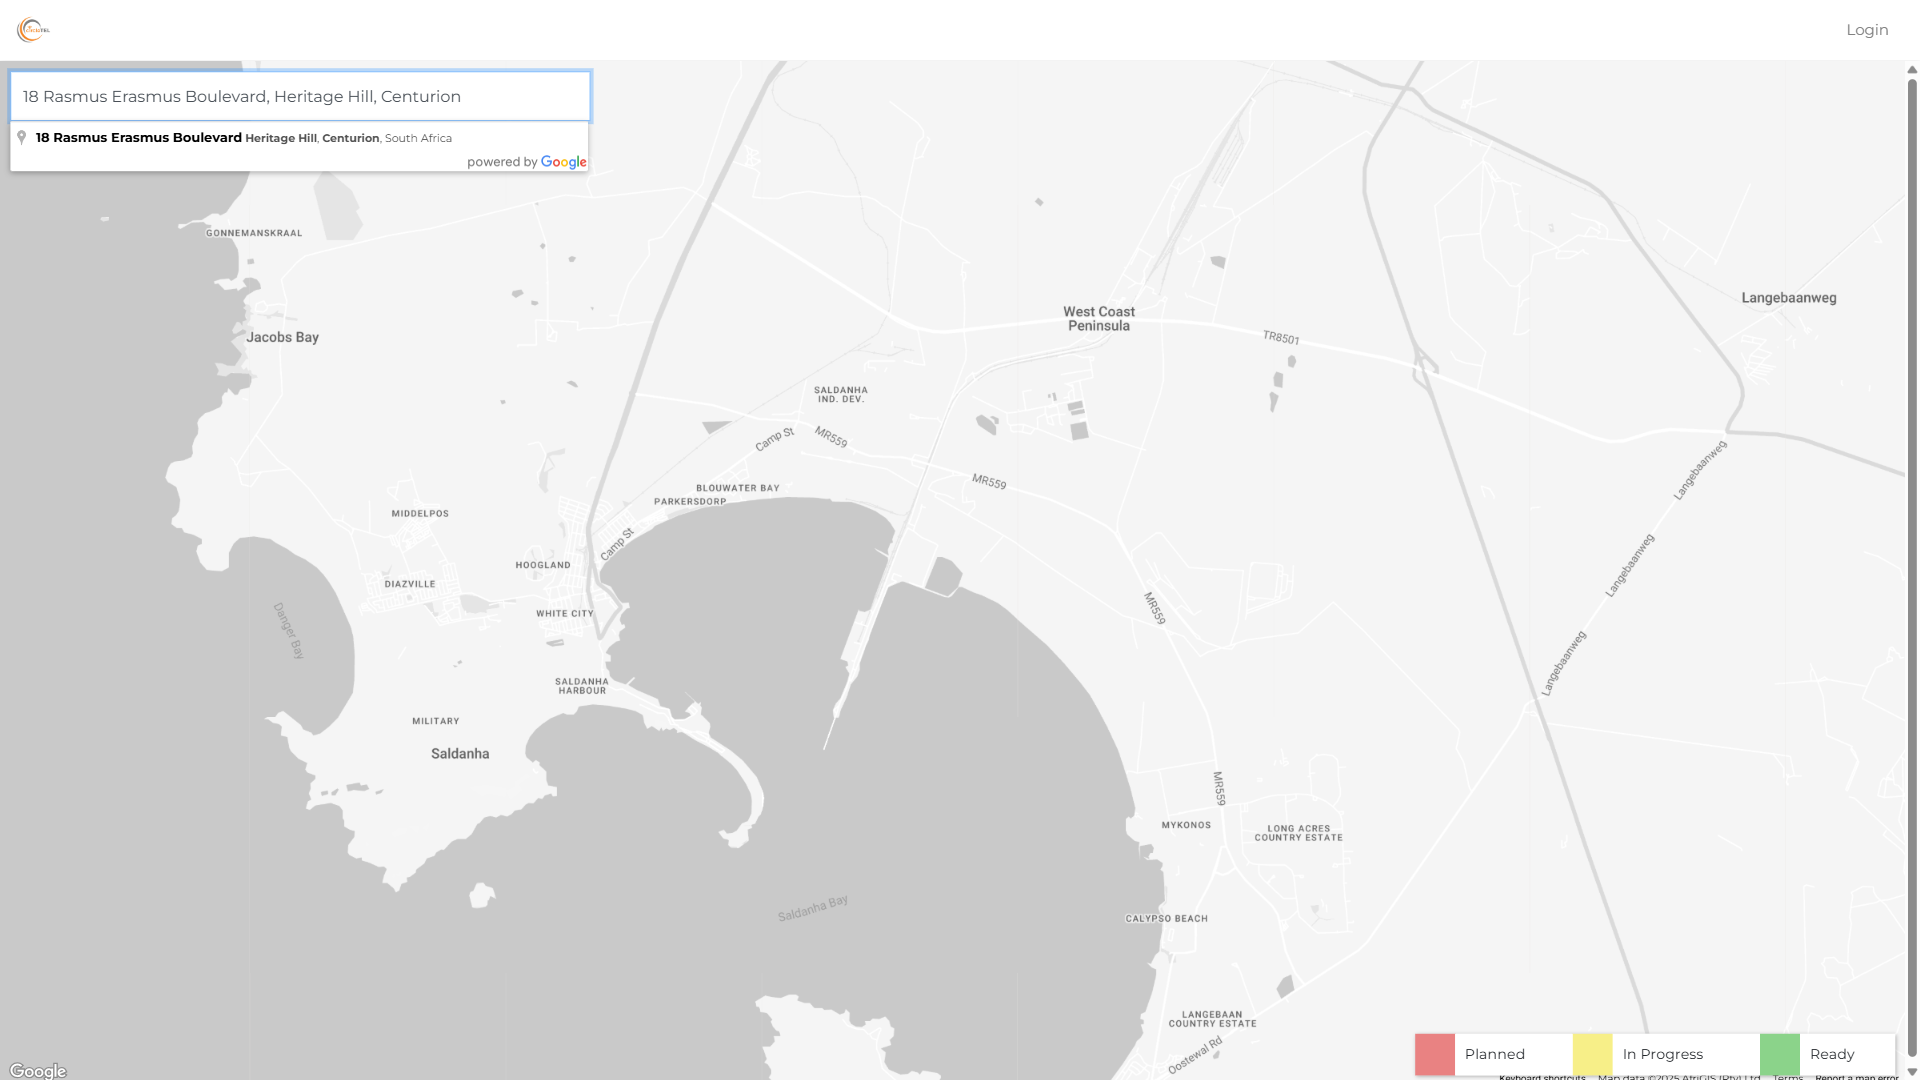 Login
18 Rasmus Erasmus Boulevard, Heritage Hill, Centurion
18 Rasmus Erasmus Boulevard Heritage Hill, Centurion, South Africa
powered by Google
GONNEMANSKRAAL
Langebaanweg
West Coast
Peninsula
Jacobs Bay
TR8501
SALDANHA
IND. DEV.
Camp St
MR559
Langebaanweg
MR559
BLOUWATER BAY
PARKERSDORP
MIDDELPOS
Camp St
Langebaanweg
HOOGLAND
DIAZVILLE
MR559
WHITE CITY
Danger Bay
Langebaanweg
SALDANHA
HARBOUR
MILITARY
Saldanha
MR559
MYKONOS
LONG ACRES
COUNTRY ESTATE
Saldanha Bay
CALYPSO BEACH
LANGEBAAN
COUNTRY ESTATE
Oostewal Rd
Planned
In Progress
Ready
Google
Keyboard shortcuts
Map data ©2025 AfriGIS (Pty) Ltd
Terms
Report a map error